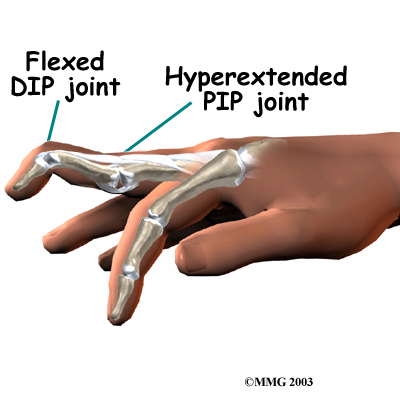 Flexed
DIP joint
Hyperextended
PIP joint
©MMG 2003